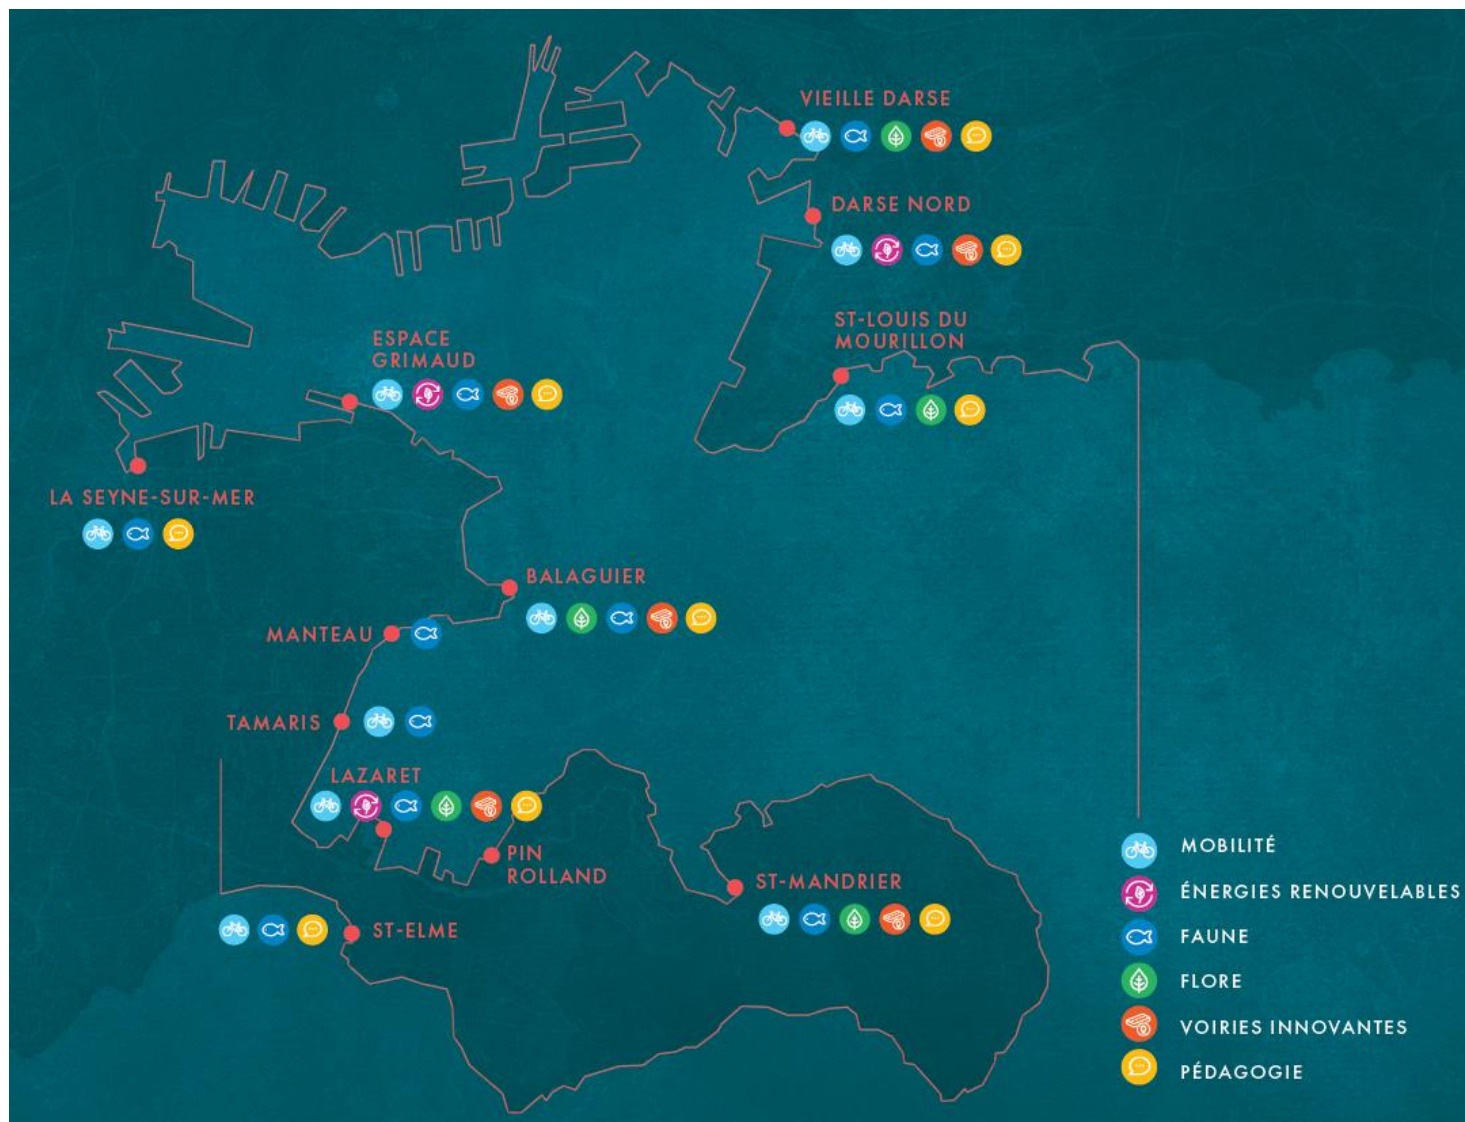 VIEILLE DARSE
DARSE NORD
ST-LOUIS DU
MOURILLON
ESPACE
GRIMAUD
LA SEYNE-SUR-MER
BALAGUIER
MANTEAU
TAMARIS
LAZARET
PIN
ROLLAND
ST-MANDRIER
ST-ELME
MOBILITÉ
ÉNERGIES RENOUVELABLES
FAUNE
FLORE
VOIRIES INNOVANTES
PÉDAGOGIE